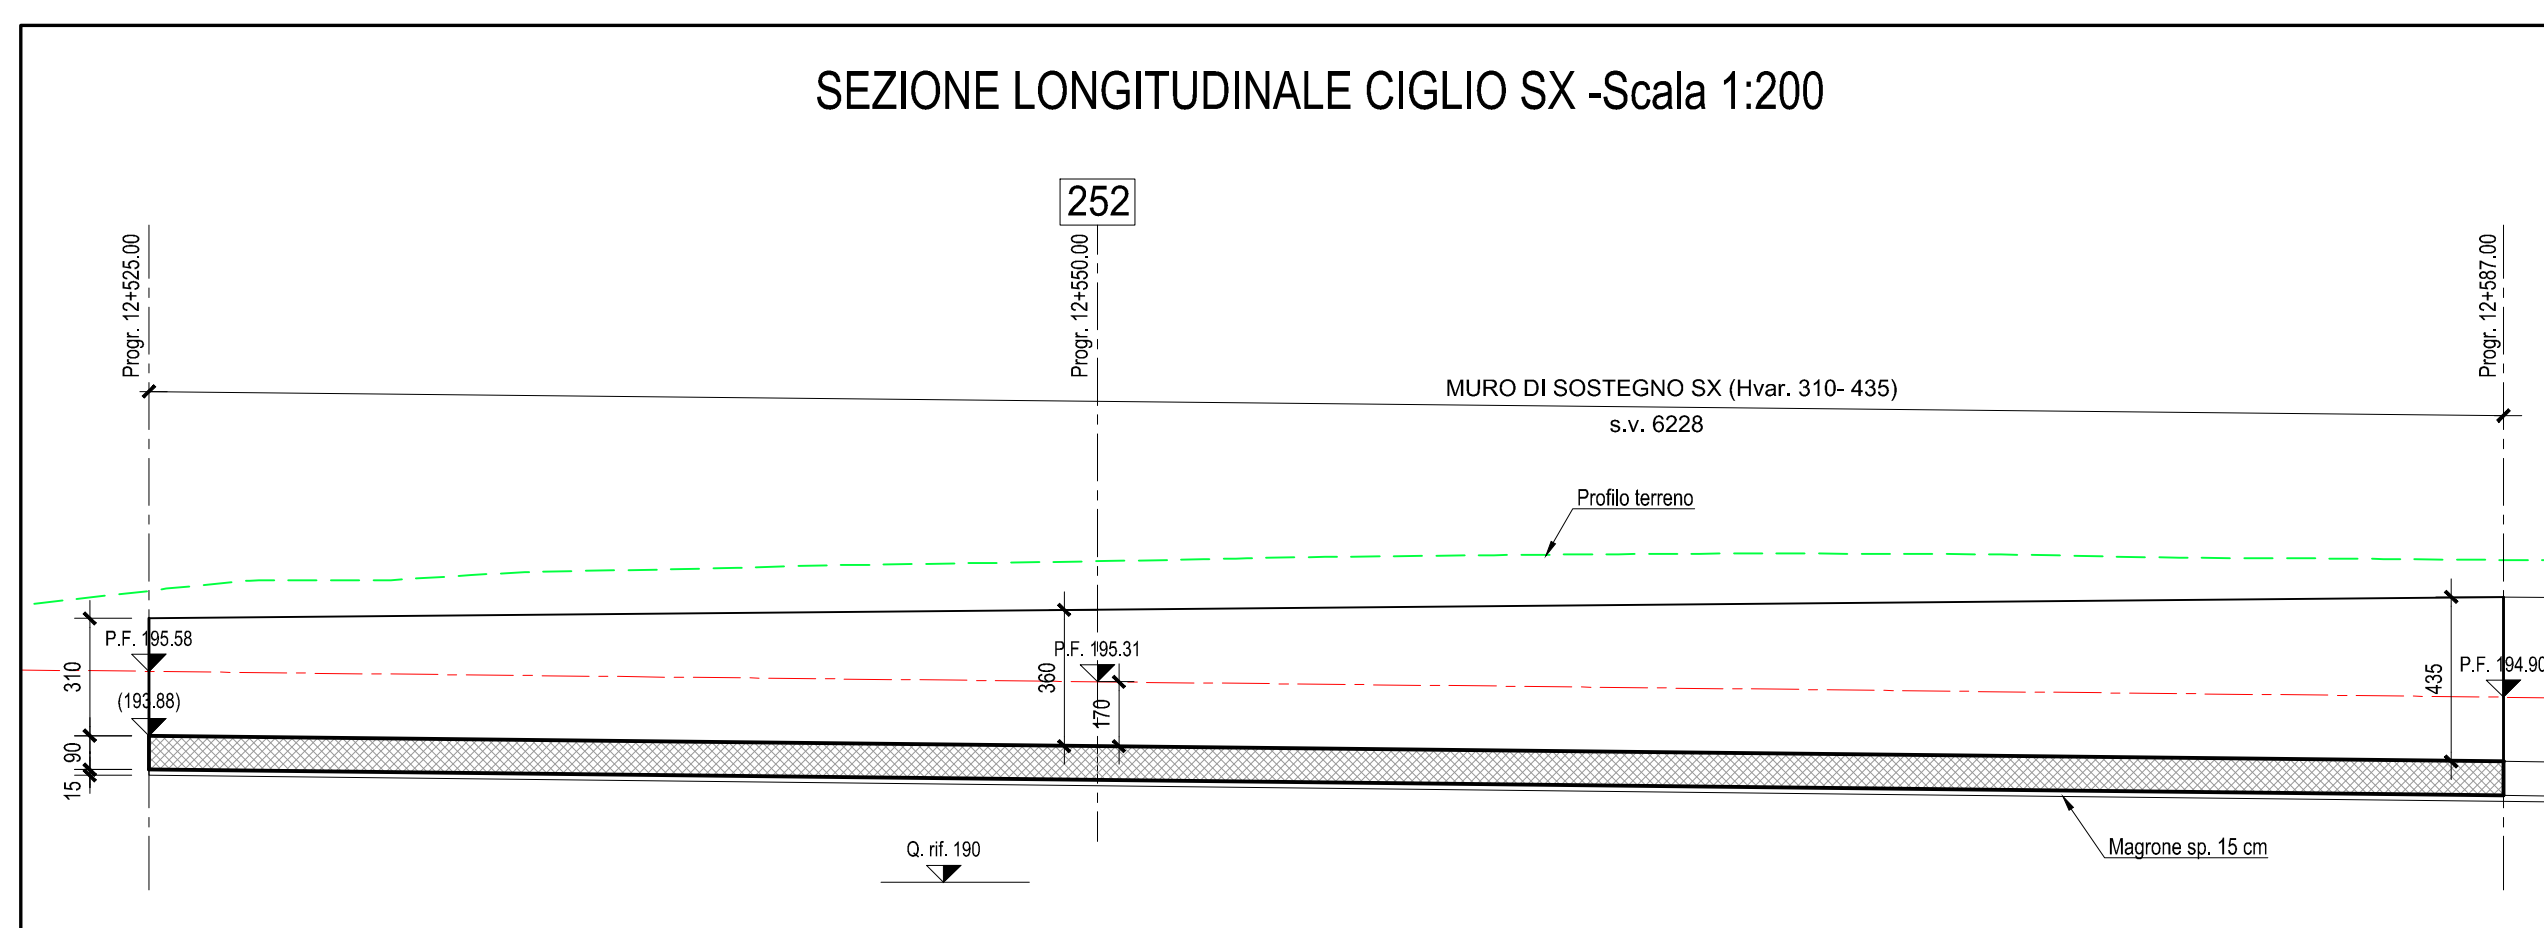 SEZIONE LONGITUDINALE CIGLIO SX -Scala 1:200
252
Progr. 12+525.00
Progr. 12+550.00
Progr. 12+587.00
MURO DI SOSTEGNO SX (Hvar. 310- 435)
s.v. 6228
Profilo terreno
P.F. 195.58
P.F. 195.31
P.F. 194.90
310
360
435
(193.88)
170
90
15
Magrone sp. 15 cm
Q. rif. 190